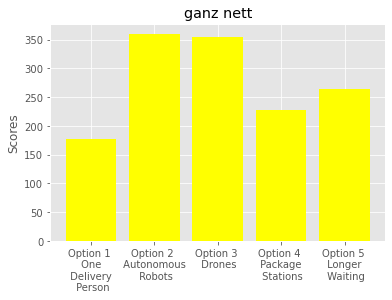 ganz nett
Scores
350
300
250
200
150
100
50
0
Option 1
One
Delivery
Person
Option 2
Autonomous
Robots
Option 3
Drones
Option 4
Package
Stations
Option 5
Longer
Waiting